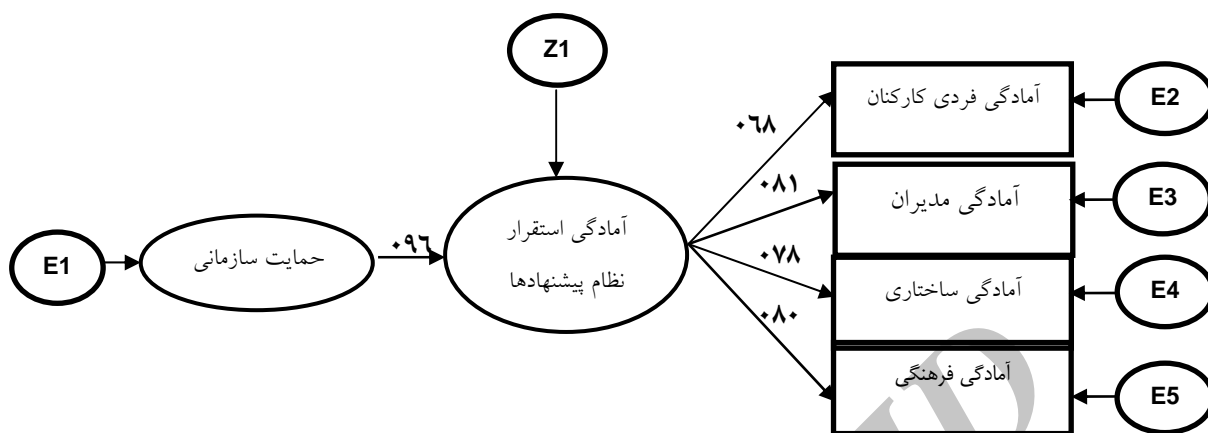 Z1
آمادگی فردی کارکنان
E2
۰٦۸
۰۸۱
آمادگی مدیران
E3
آمادگی استقرار
نظام پیشنهادها
۰۹٦
حمایت سازمانی
E1
۰۷۸
آمادگی ساختاری
E4
۰۸۰
آمادگی فرهنگی
E5